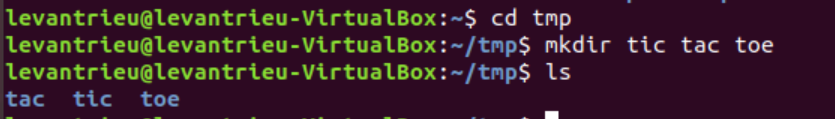 levantrieu@levantrieu-VirtualBox:~$ cd tmp
levantrieu@levantrieu-VirtualBox:~/tmp$ mkdir tic tac toe
levantrieu@levantrieu-VirtualBox:~/tmp$ ls
tac  tic  toe